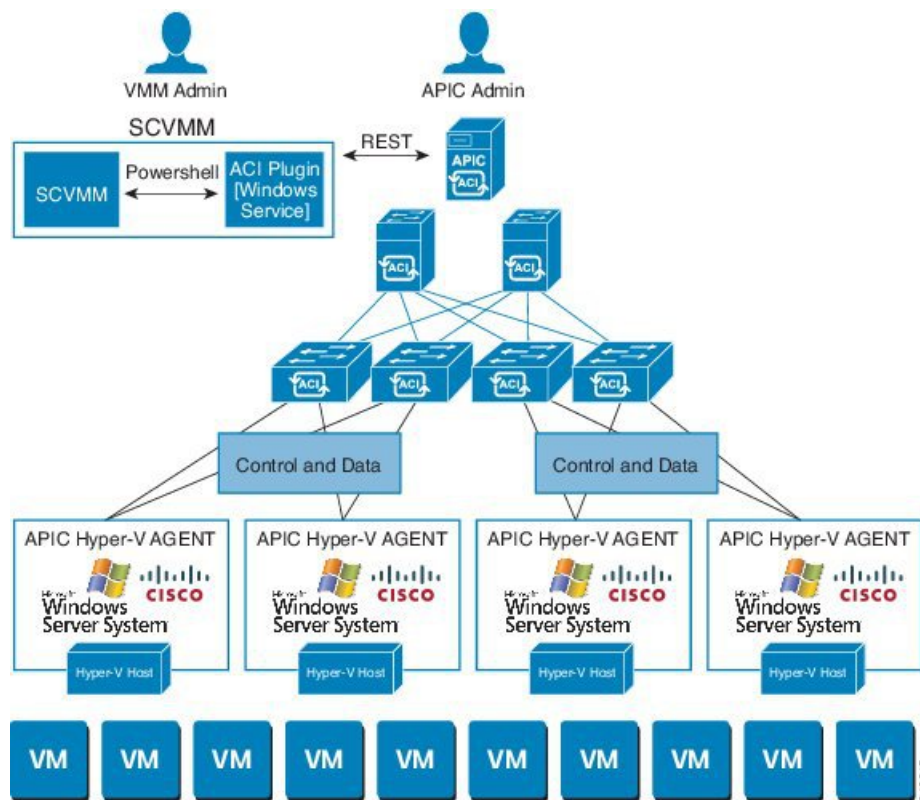 VMM Admin
APIC Admin
SCVMM
REST
SCVMM
Powershell
ACI Plugin
[Windows
Service]
APIC
ACI
ACI
ACI
ACI
ACI
ACI
ACI
Control and Data
Control and Data
APIC Hyper-V AGENT
APIC Hyper-V AGENT
APIC Hyper-V AGENT
APIC Hyper-V AGENT
Windows
Server System
CISCO
Windows
Server System
CISCO
Windows
Server System
CISCO
Windows
Server System
CISCO
Hyper-V Host
Hyper-V Host
Hyper-V Host
Hyper-V Host
VM
VM
VM
VM
VM
VM
VM
VM
VM
VM